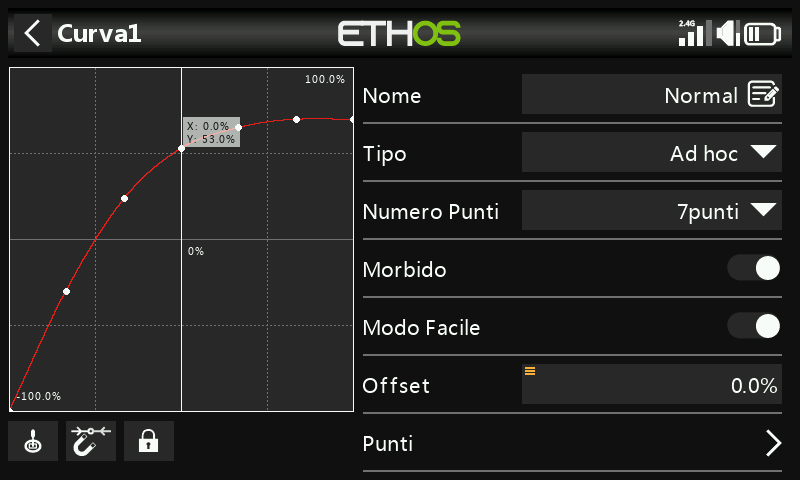 Curva1
ETHOS
2.4G
100.0%
X: 0.0%
Y: 53.0%
0%
-100.0%
Nome
Normal
Tipo
Ad hoc
Numero Punti
7punti
Morbido
Modo Facile
Offset
0.0%
Punti